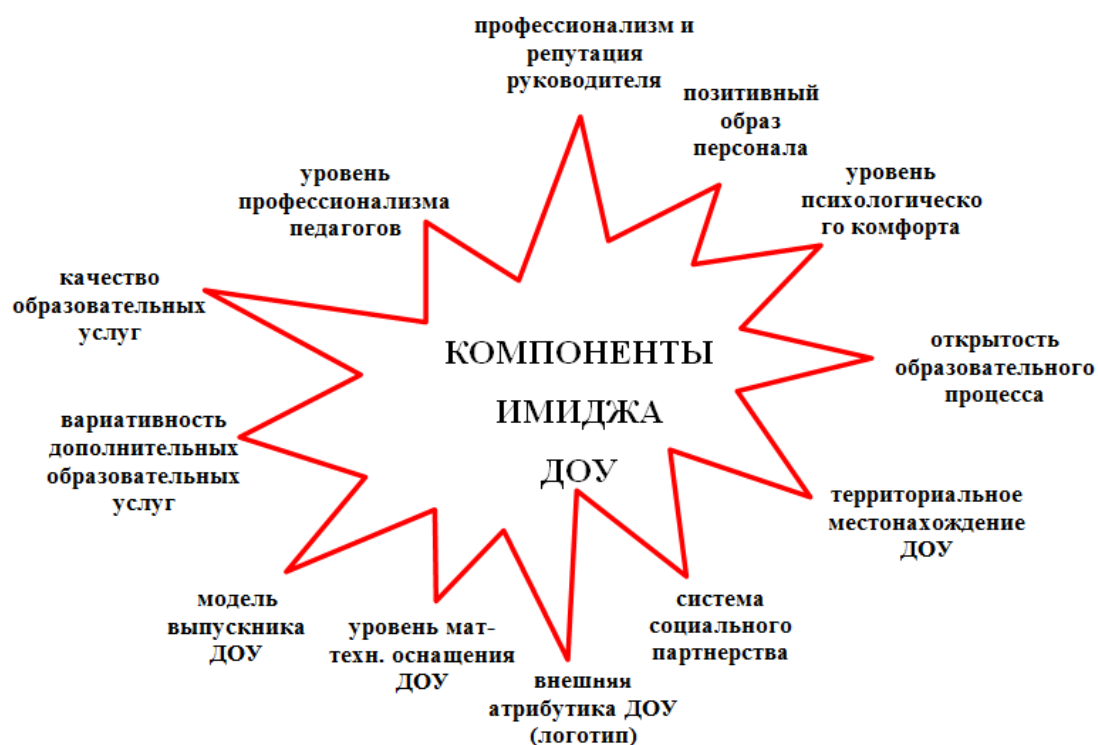 профессионализм и
репутация
руководителя
позитивный
образ
персонала
уровень
психологическо
го комфорта
открытость
образовательного
процесса
территориальное
местонахождение
ДОУ
система
социального
партнерства
внешняя
атрибутика ДОУ
(логотип)
уровень мат-
техн. оснащения
ДОУ
модель
выпускника
ДОУ
вариативность
дополнительных
образовательных
услуг
качество
образовательных
услуг
уровень
профессионализма
педагогов
КОМПОНЕНТЫ
ИМИДЖА
ДОУ